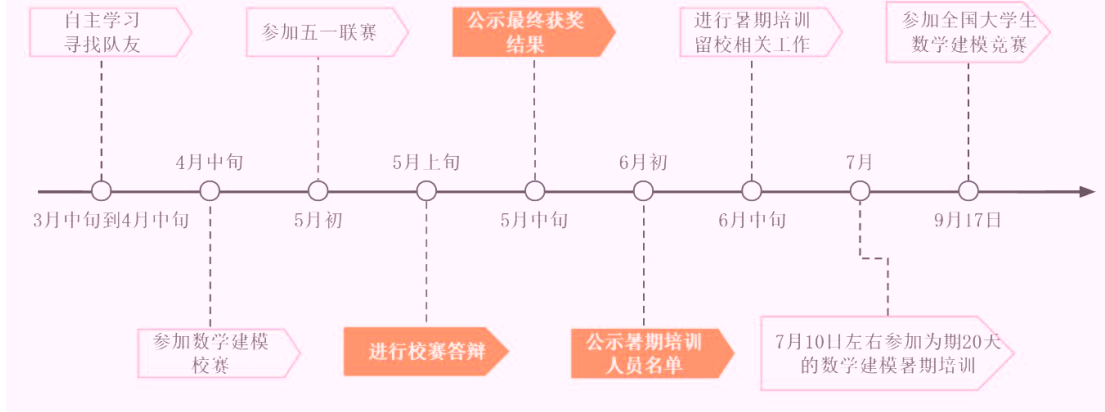 自主学习
寻找队友
参加五一联赛
公示最终获奖
结果
进行暑期培训
留校相关工作
参加全国大学生
数学建模竞赛
4月中旬
5月上旬
6月初
7月
3月中旬到4月中旬
5月初
5月中旬
6月中旬
9月17日
参加数学建模
校赛
进行校赛答辩
公示暑期培训
人员名单
7月10日左右参加为期20天
的数学建模暑期培训